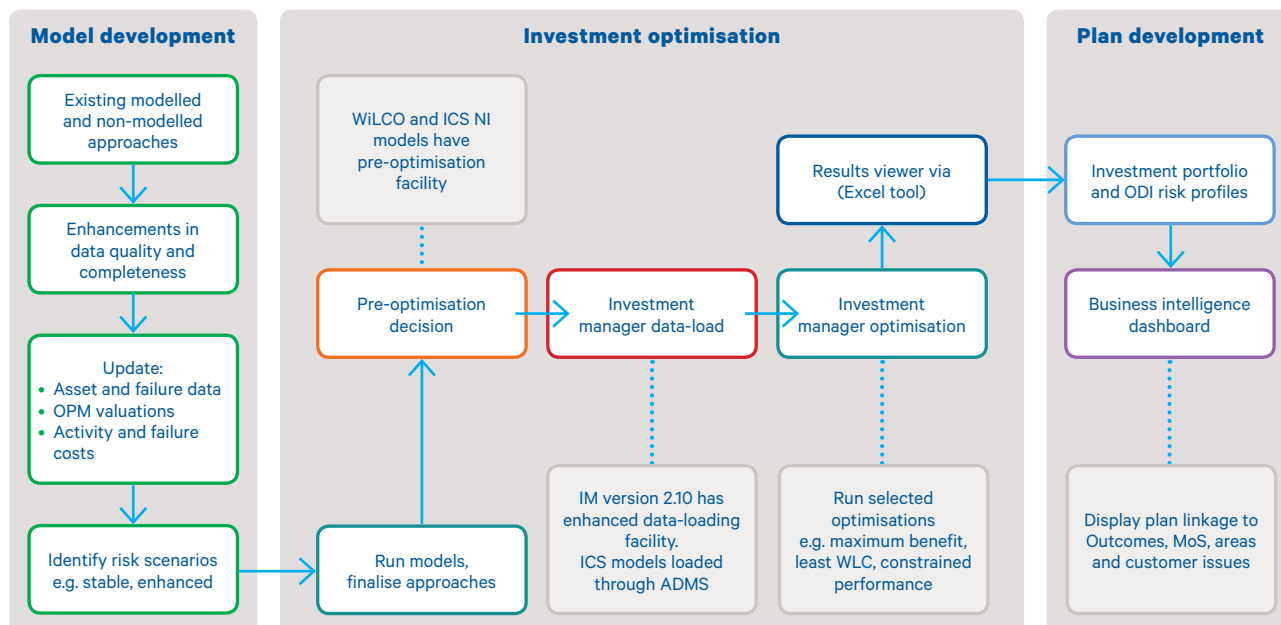 Model development
Existing modelled
and non-modelled
approaches
Enhancements in
data quality and
completeness
Update:
• Asset and failure data
• OPM valuations
• Activity and failure
costs
Identify risk scenarios
e.g. stable, enhanced
Investment optimisation
WiLCO and ICS NI
models have
pre-optimisation
facility
Pre-optimisation
decision
Run models,
finalise approaches
Investment
manager data-load
IM version 2.10 has
enhanced data-loading
facility.
ICS models loaded
through ADMS
Results viewer via
(Excel tool)
Investment
manager optimisation
Run selected
optimisations
e.g. maximum benefit,
least WLC, constrained
performance
Plan development
Investment portfolio
and ODI risk profiles
Business intelligence
dashboard
Display plan linkage to
Outcomes, MoS, areas
and customer issues